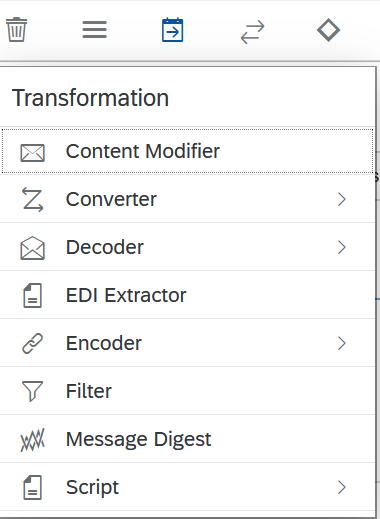 Transformation
Content Modifier
Converter
Decoder
EDI Extractor
Encoder
Filter
Message Digest
Script